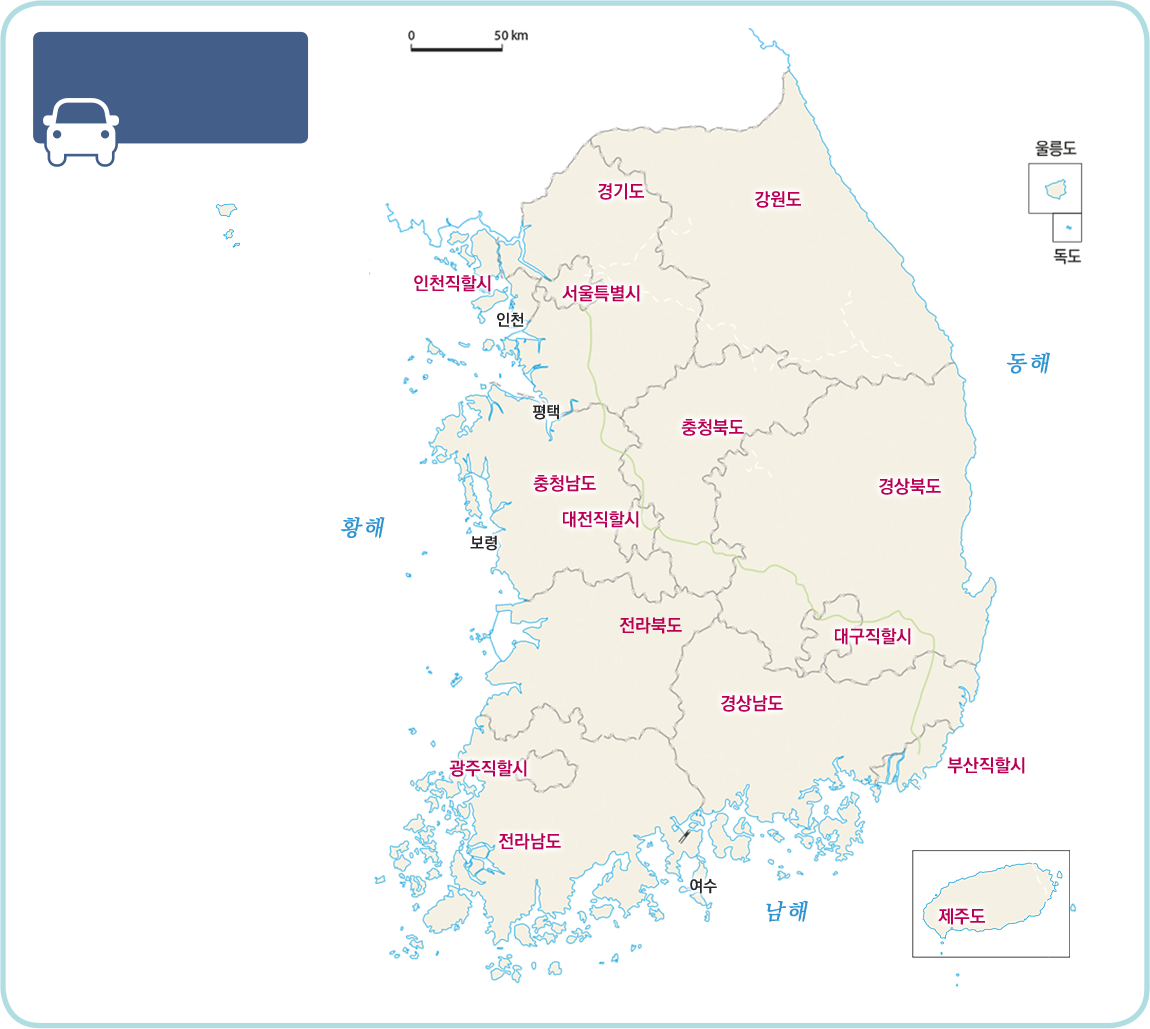 0 50 km
울릉도
경기도
강원도
독도
인천직할시
서울특별시
인천
동해
평택
충청북도
충청남도
경상북도
대전직할시
황해
보령
전라북도
대구직할시
경상남도
광주직할시
부산직할시
전라남도
여수
남해
제주도